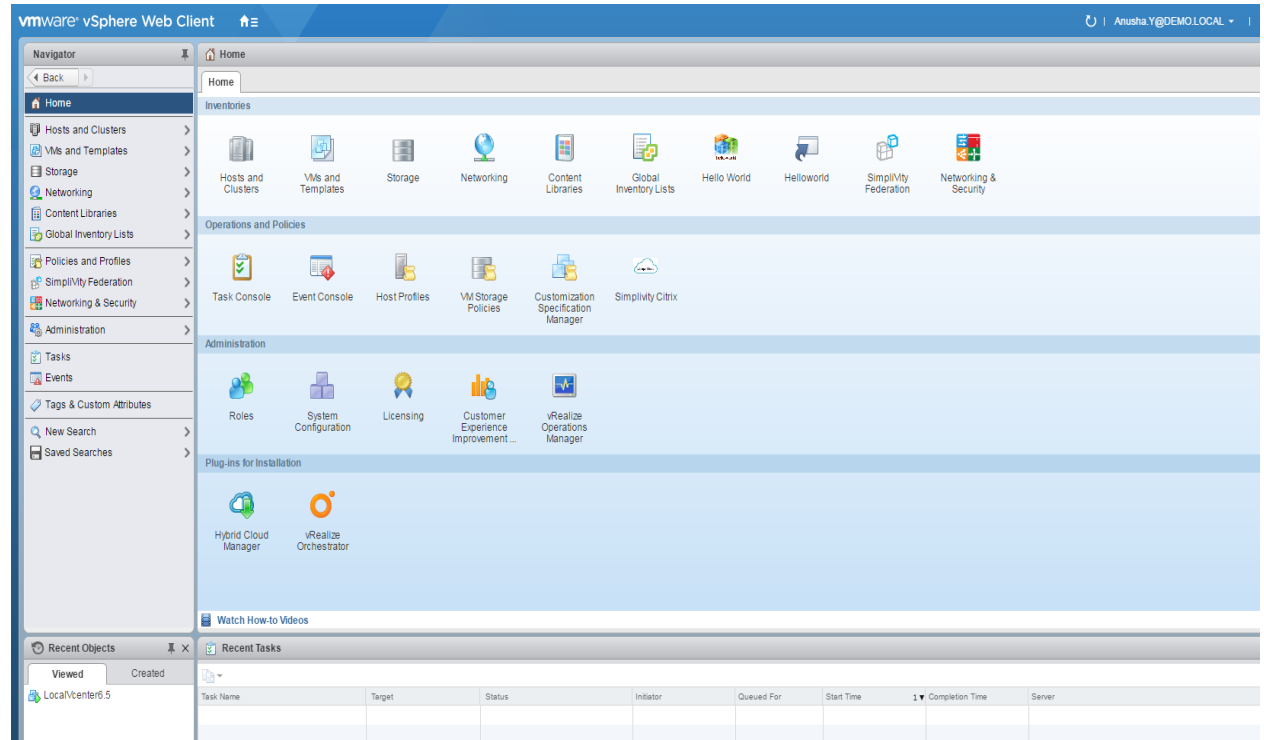 vmware® vSphere Web Client
Anusha.Y@DEMO.LOCAL
Navigator
Back
Home
Hosts and Clusters
VMs and Templates
Storage
Networking
Content Libraries
Global Inventory Lists
Policies and Profiles
SimpliVity Federation
Networking & Security
Administration
Tasks
Events
Tags & Custom Attributes
New Search
Saved Searches
Home
Home
Inventories
Hosts and
Clusters
VMs and
Templates
Storage
Networking
Content
Libraries
Global
Inventory Lists
Hello World
Helloworld
SimpliVity
Federation
Networking &
Security
Operations and Policies
Task Console
Event Console
Host Profiles
VM Storage
Policies
Customization
Specification
Manager
Simplivity Citrix
Administration
Roles
System
Configuration
Licensing
Customer
Experience
Improvement ...
vRealize
Operations
Manager
Plug-ins for Installation
Hybrid Cloud
Manager
vRealize
Orchestrator
Watch How-to Videos
Recent Objects
Viewed Created
LocalVcenter6.5
Recent Tasks
Task Name Target Status Initiator Queued For Start Time 1 Completion Time Server